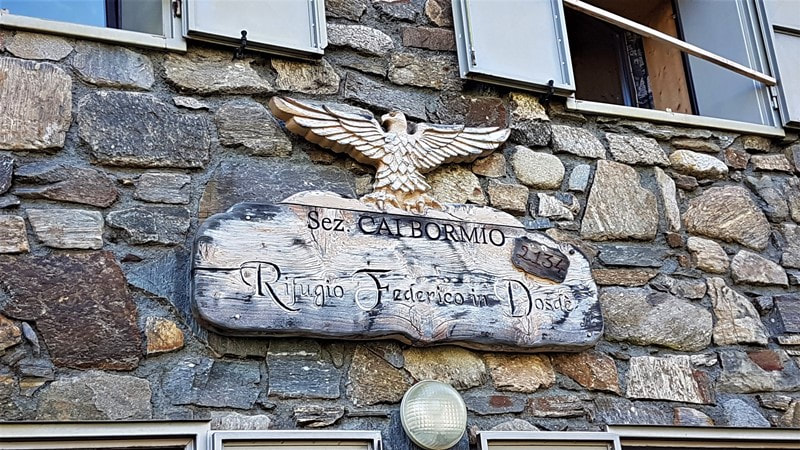 Sez. CAI BORMIO
2132
Rifugio Federico in Dosdè